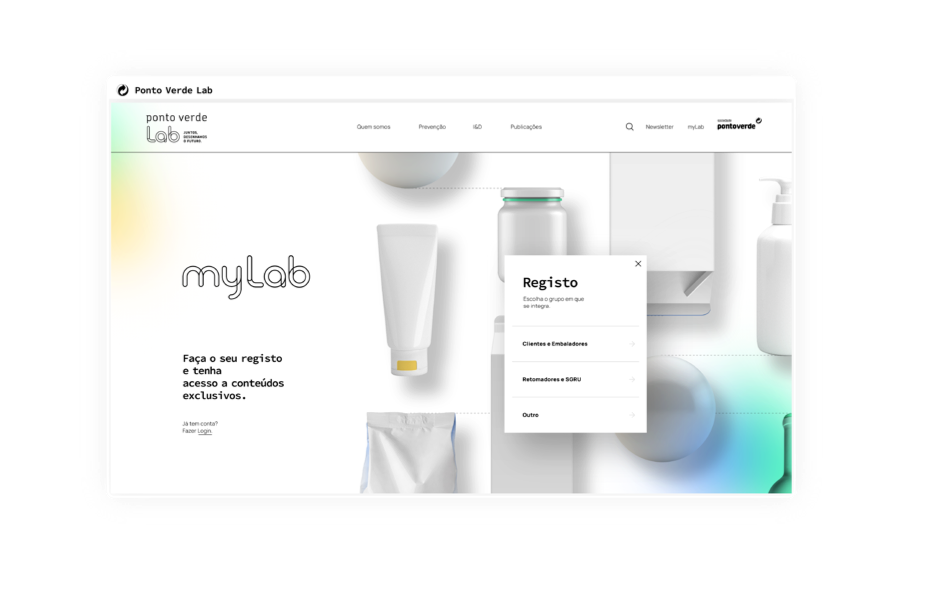 Ponto Verde Lab
ponto verde
Lab
JUNTOS,
DESENHAMOS
O FUTURO.
Quem somos
Prevenção
I&D
Publicações
Newsletter
myLab
sociedade
pontoverde
myLab
Faça o seu registo
e tenha
acesso a conteúdos
exclusivos.
Já tem conta?
Fazer Login.
Registo
Escolha o grupo em que
se integra.
Clientes e Embaladores
Retomadores e SGRU
Outro